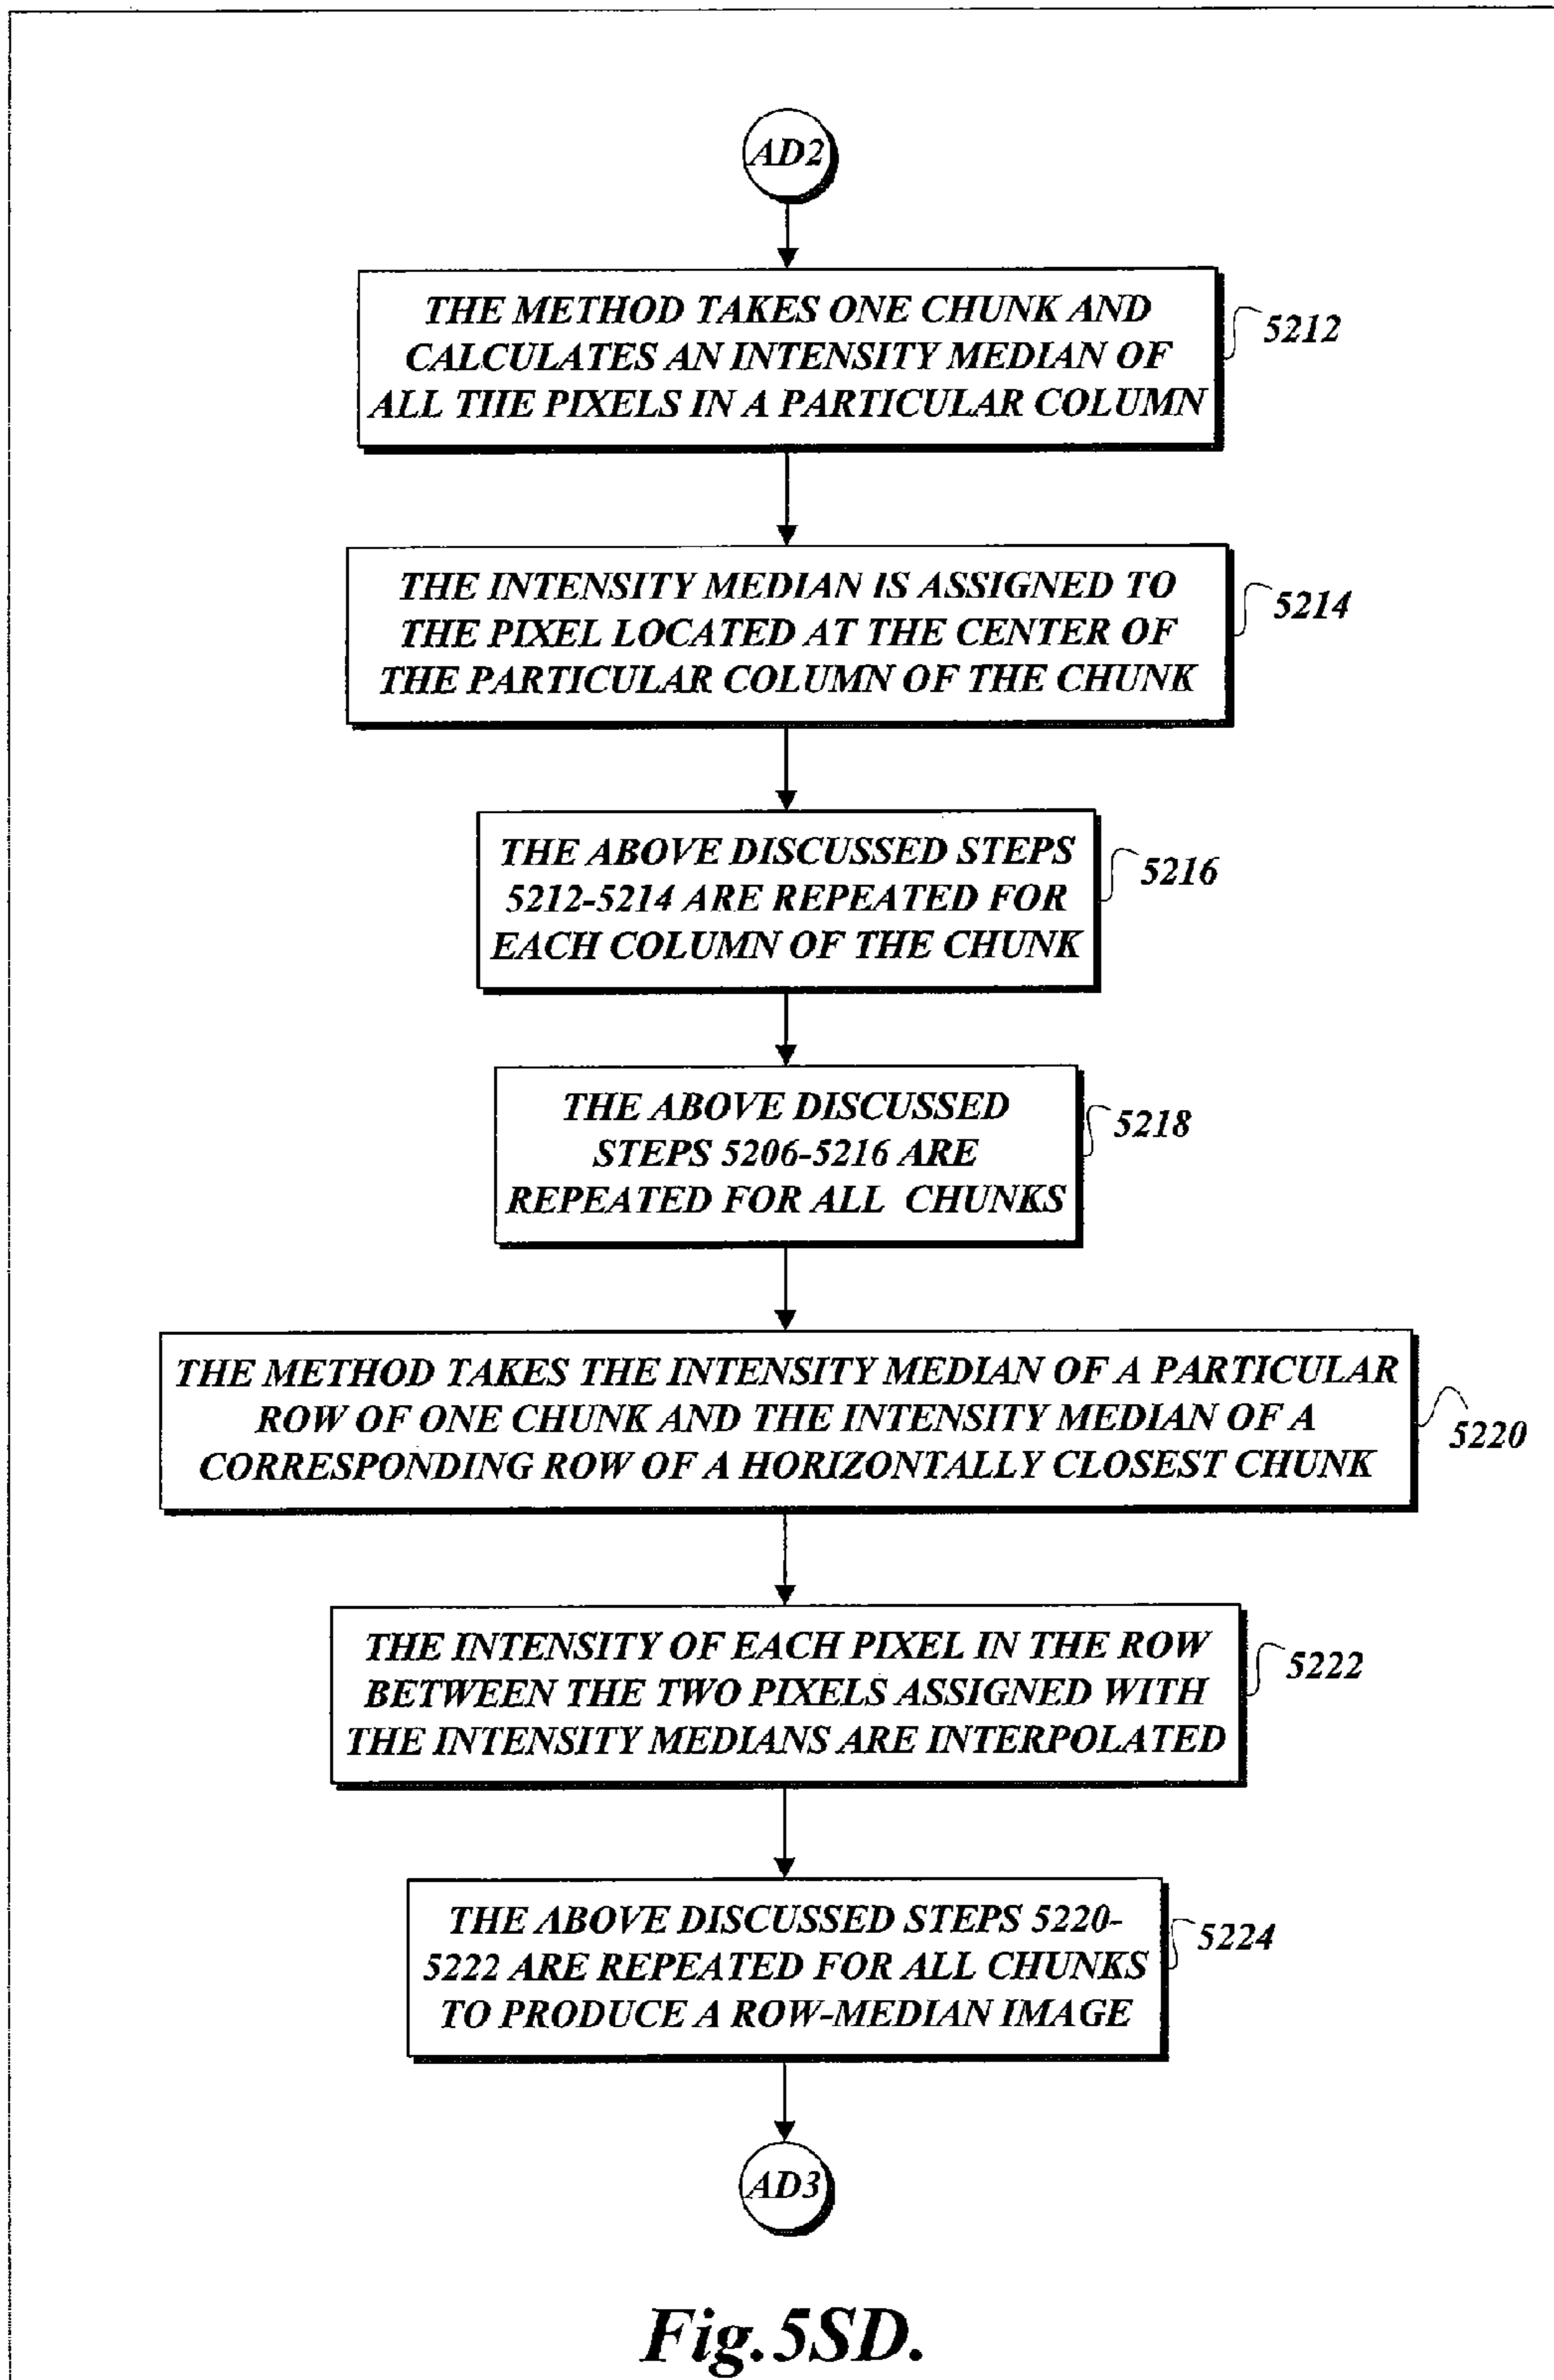 AD2
THE METHOD TAKES ONE CHUNK AND
CALCULATES AN INTENSITY MEDIAN OF
ALL THE PIXELS IN A PARTICULAR COLUMN
5212
THE INTENSITY MEDIAN IS ASSIGNED TO
THE PIXEL LOCATED AT THE CENTER OF
THE PARTICULAR COLUMN OF THE CHUNK
5214
THE ABOVE DISCUSSED STEPS
5212-5214 ARE REPEATED FOR
EACH COLUMN OF THE CHUNK
5216
THE ABOVE DISCUSSED
STEPS 5206-5216 ARE
REPEATED FOR ALL CHUNKS
5218
THE METHOD TAKES THE INTENSITY MEDIAN OF A PARTICULAR
ROW OF ONE CHUNK AND THE INTENSITY MEDIAN OF A
CORRESPONDING ROW OF A HORIZONTALLY CLOSEST CHUNK
5220
THE INTENSITY OF EACH PIXEL IN THE ROW
BETWEEN THE TWO PIXELS ASSIGNED WITH
THE INTENSITY MEDIANS ARE INTERPOLATED
5222
THE ABOVE DISCUSSED STEPS 5220-
5222 ARE REPEATED FOR ALL CHUNKS
TO PRODUCE A ROW-MEDIAN IMAGE
5224
AD3
Fig.5SD.